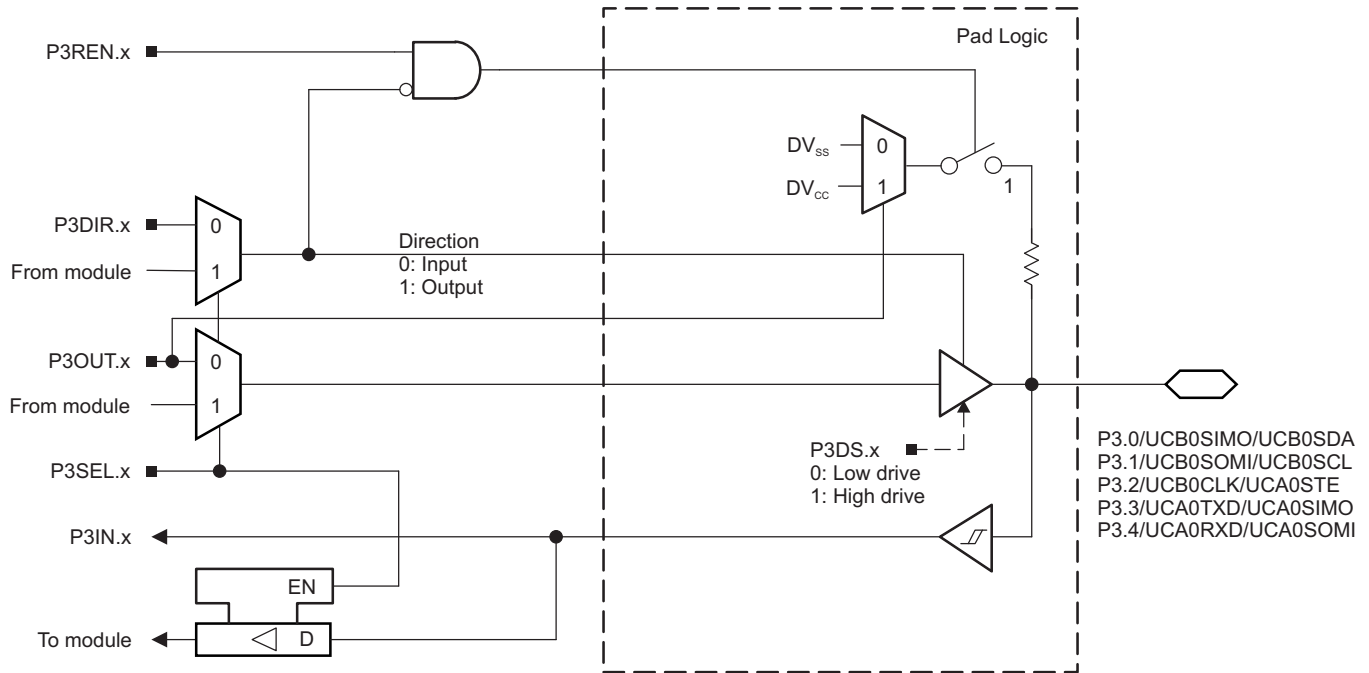 P3REN.x
Pad Logic
DVSS
0
DVCC
1
1
P3DIR.x
0
From module
1
Direction
0: Input
1: Output
P3OUT.x
0
From module
1
P3SEL.x
P3DS.x
0: Low drive
1: High drive
P3.0/UCB0SIMO/UCB0SDA
P3.1/UCB0SOMI/UCB0SCL
P3.2/UCB0CLK/UCA0STE
P3.3/UCA0TXD/UCA0SIMO
P3.4/UCA0RXD/UCA0SOMI
P3IN.x
EN
To module
D